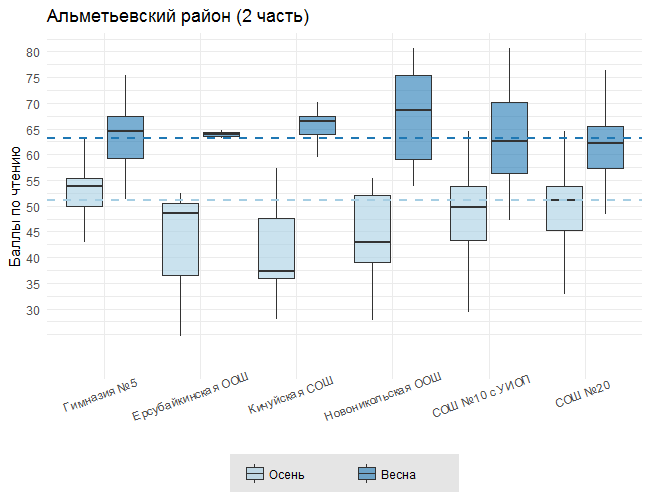 Альметьевский район (2 часть)
Баллы по чтению
80
75
70
65
60
55
50
45
40
35
30
Гимназия №5
Ерсубайкинская ООШ
Кичуйская СОШ
Новоникольская ООШ
СОШ №10 с УИОП
СОШ №20
Осень
Весна